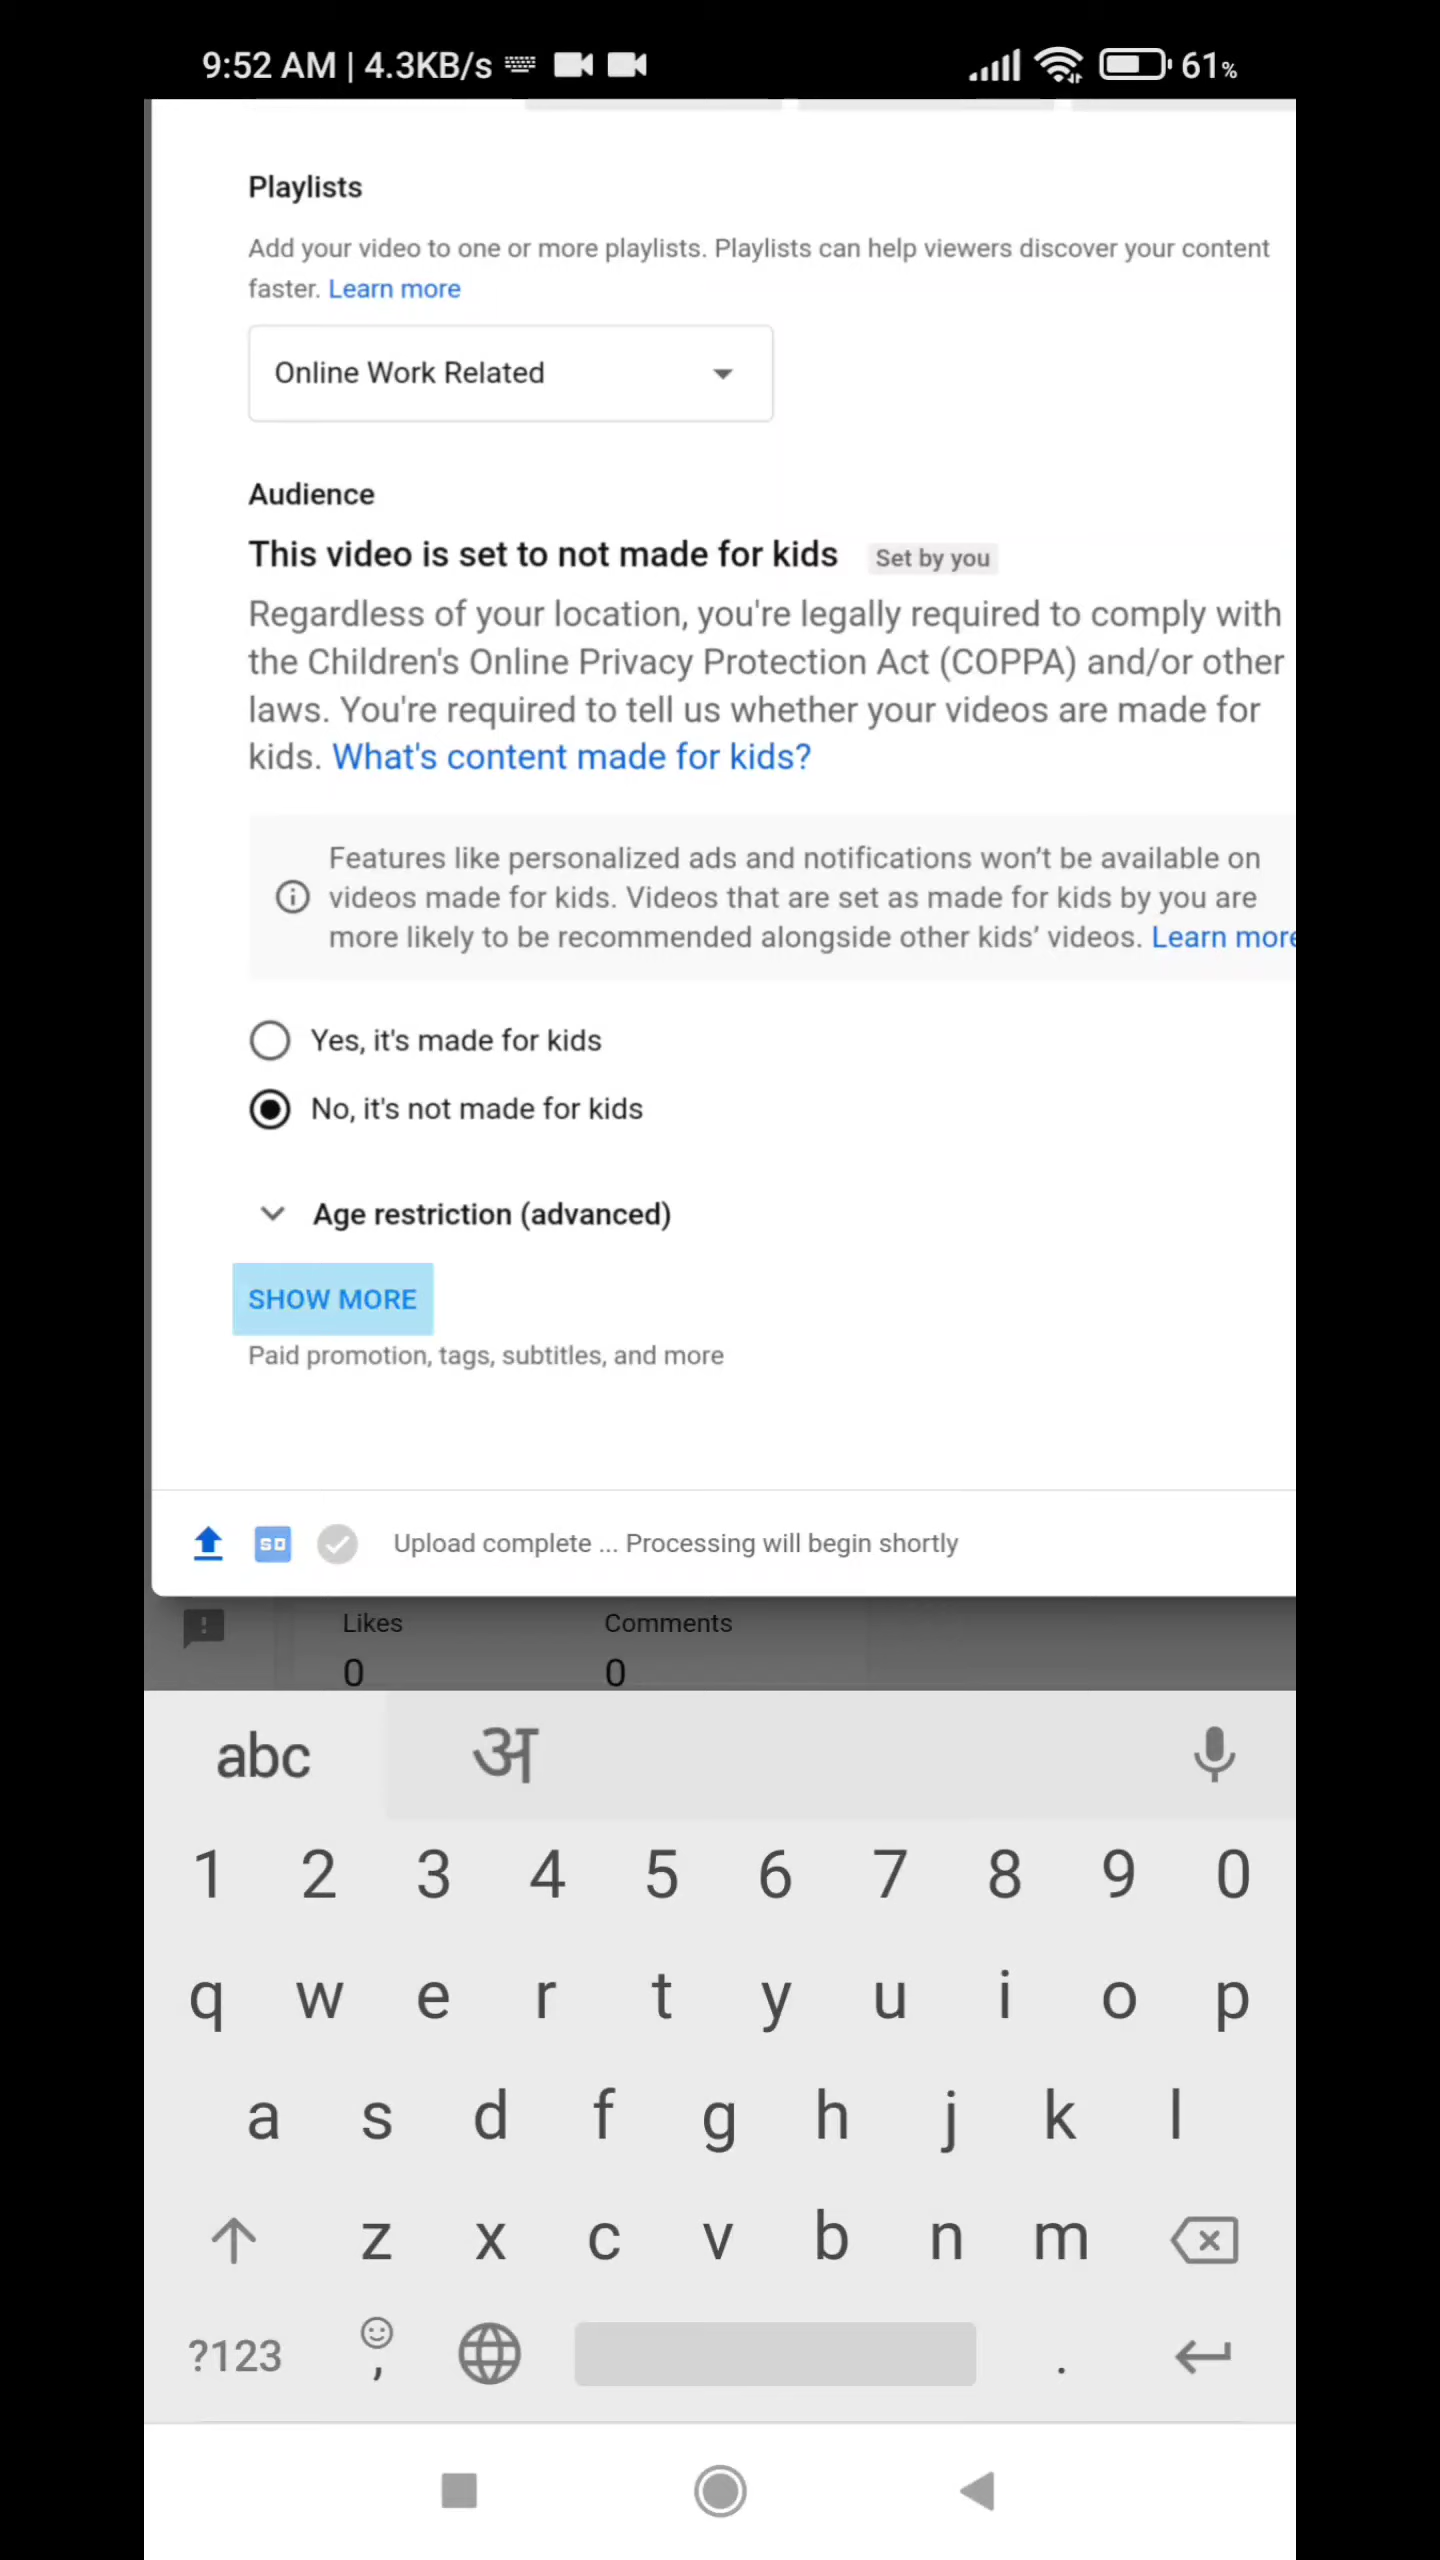 9:52 AM | 4.3KB/s 61%
Playlists
Add your video to one or more playlists. Playlists can help viewers discover your content
faster. Learn more
Online Work Related
Audience
This video is set to not made for kids Set by you
Regardless of your location, you're legally required to comply with
the Children's Online Privacy Protection Act (COPPA) and/or other
laws. You're required to tell us whether your videos are made for
kids. What's content made for kids?
Features like personalized ads and notifications won't be available on
videos made for kids. Videos that are set as made for kids by you are
more likely to be recommended alongside other kids' videos. Learn more
Yes, it's made for kids
No, it's not made for kids
Age restriction (advanced)
SHOW MORE
Paid promotion, tags, subtitles, and more
SD Upload complete ... Processing will begin shortly
Likes Comments
0 0
abc अ
1 2 3 4 5 6 7 8 9 0
q w e r t y u i o p
a s d f g h j k l
z x c v b n m
?123 , .